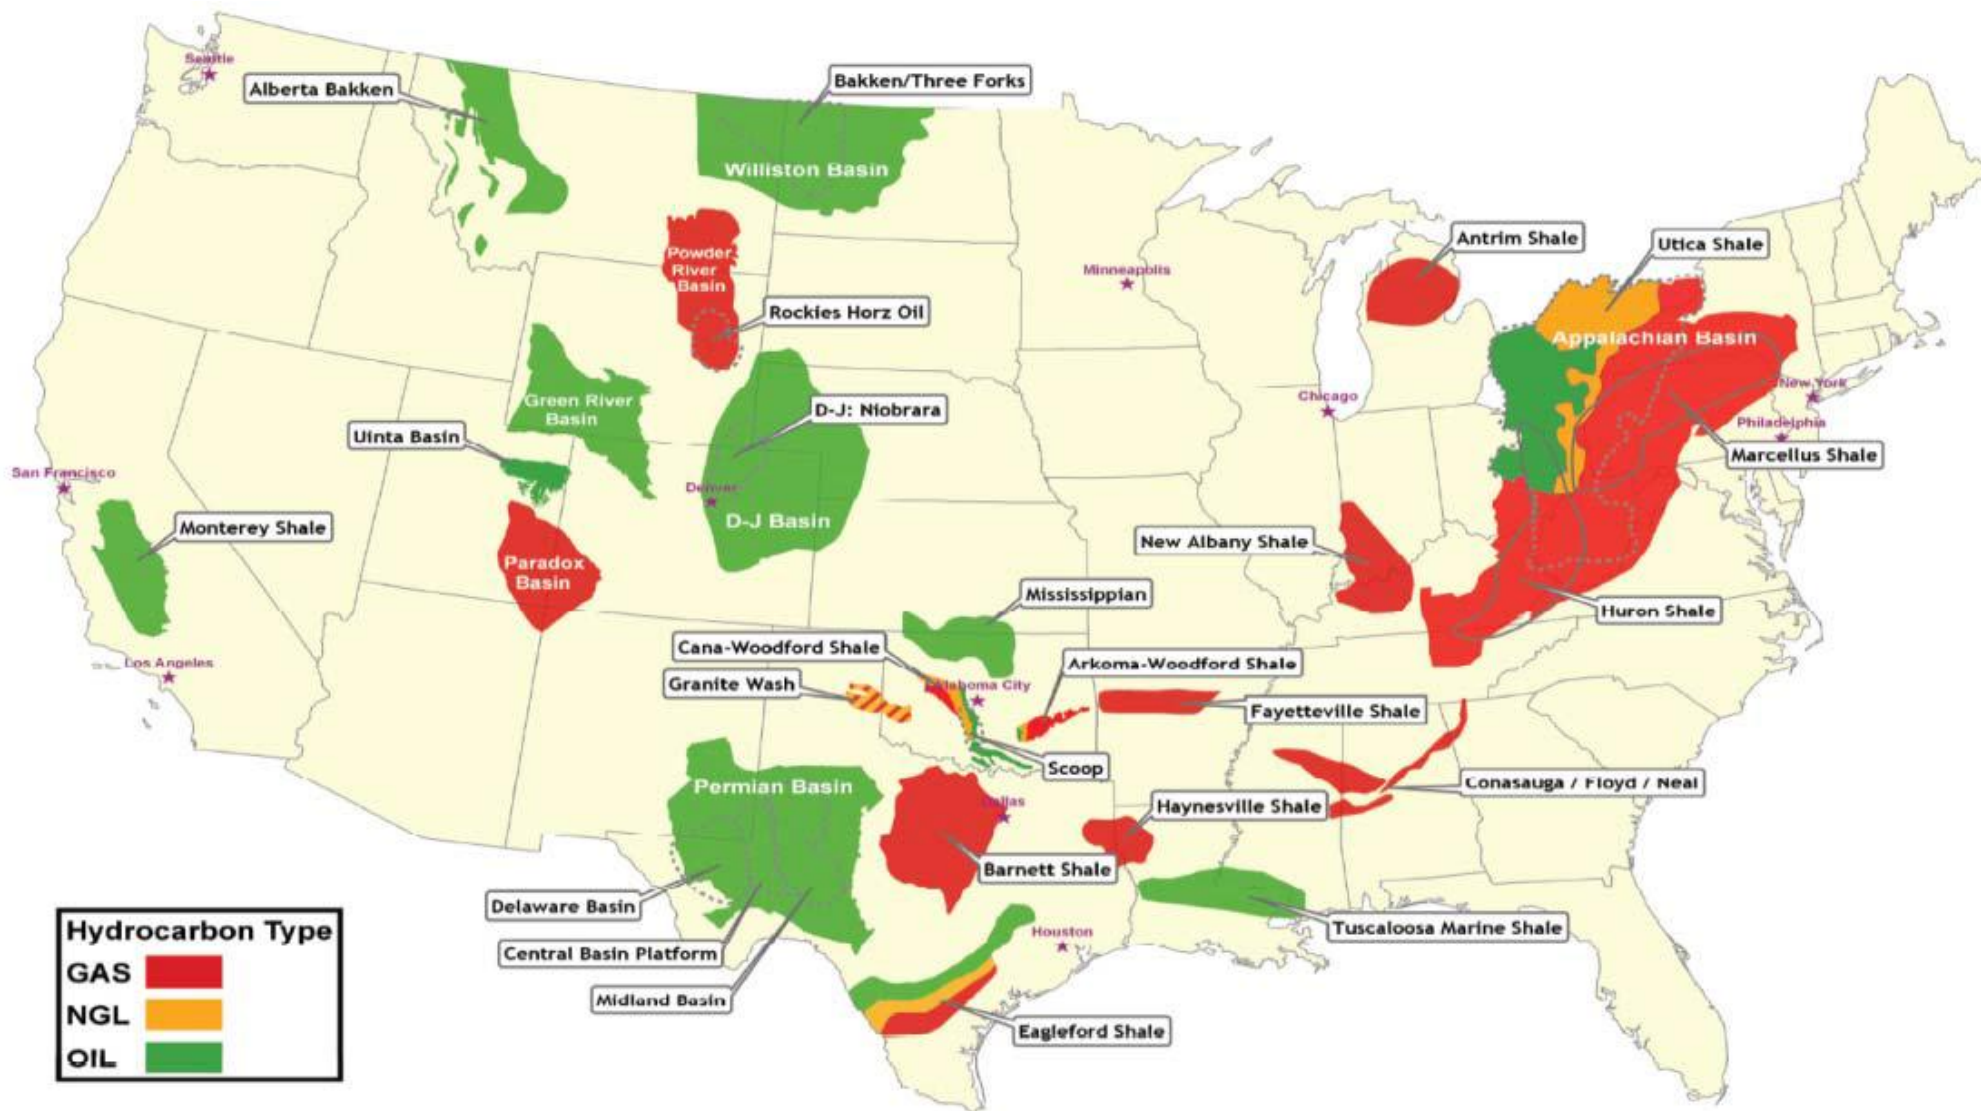 Seattle
Alberta Bakken
Bakken/Three Forks
Williston Basin
Powder
River
Basin
Rockies Horz Oil
Minneapolis
Antrim Shale
Utica Shale
Appalachian Basin
Green River
Basin
D-J: Niobrara
Uinta Basin
Chicago
New York
Philadelphia
Marcellus Shale
San Francisco
Denver
D-J Basin
Monterey Shale
Paradox
Basin
New Albany Shale
Mississippian
Huron Shale
Cana-Woodford Shale
Arkoma-Woodford Shale
Los Angeles
Granite Wash
Oklahoma City
Fayetteville Shale
Scoop
Permian Basin
Conasauga / Floyd / Neal
Dallas
Haynesville Shale
Barnett Shale
Delaware Basin
Tuscaloosa Marine Shale
Houston
Central Basin Platform
Midland Basin
Eagleford Shale
Hydrocarbon Type
GAS
NGL
OIL